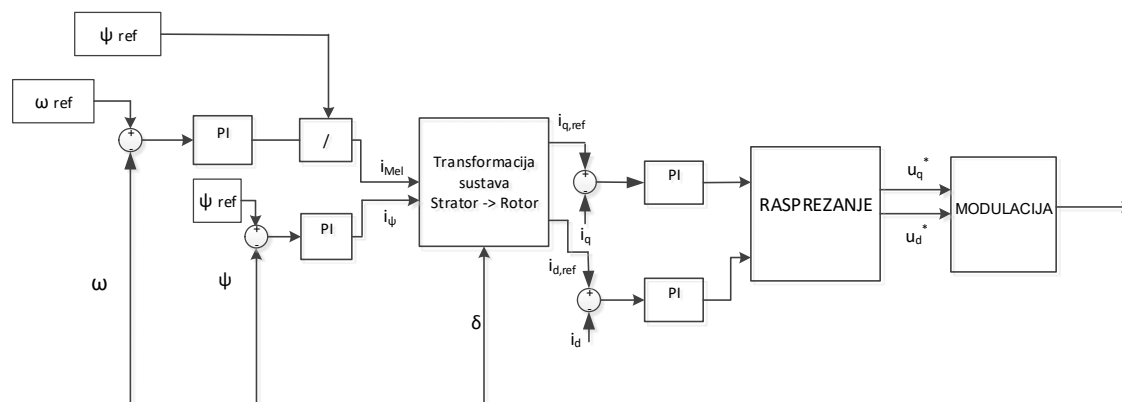 ψ ref
ω ref
+
-
PI
/
i_Mel
ψ ref
+
-
PI
i_ψ
ω
ψ
Transformacija
sustava
Strator -> Rotor
δ
i_q,ref
+
-
i_q
PI
i_d,ref
+
-
i_d
PI
RASPREZANJE
u_q*
u_d*
MODULACIJA